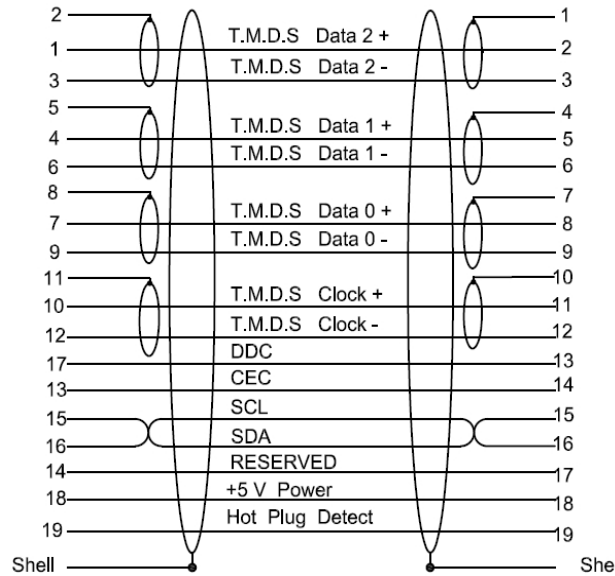 2 1
T.M.D.S Data 2 +
1 2
T.M.D.S Data 2 -
3 3
5 4
T.M.D.S Data 1 +
4 5
T.M.D.S Data 1 -
6 6
8 7
T.M.D.S Data 0 +
7 8
T.M.D.S Data 0 -
9 9
11 10
T.M.D.S Clock +
10 11
T.M.D.S Clock -
12 12
DDC
17 13
CEC
13 14
SCL
15 15
SDA
16 16
RESERVED
14 17
+5 V Power
18 18
Hot Plug Detect
19 19
Shell She